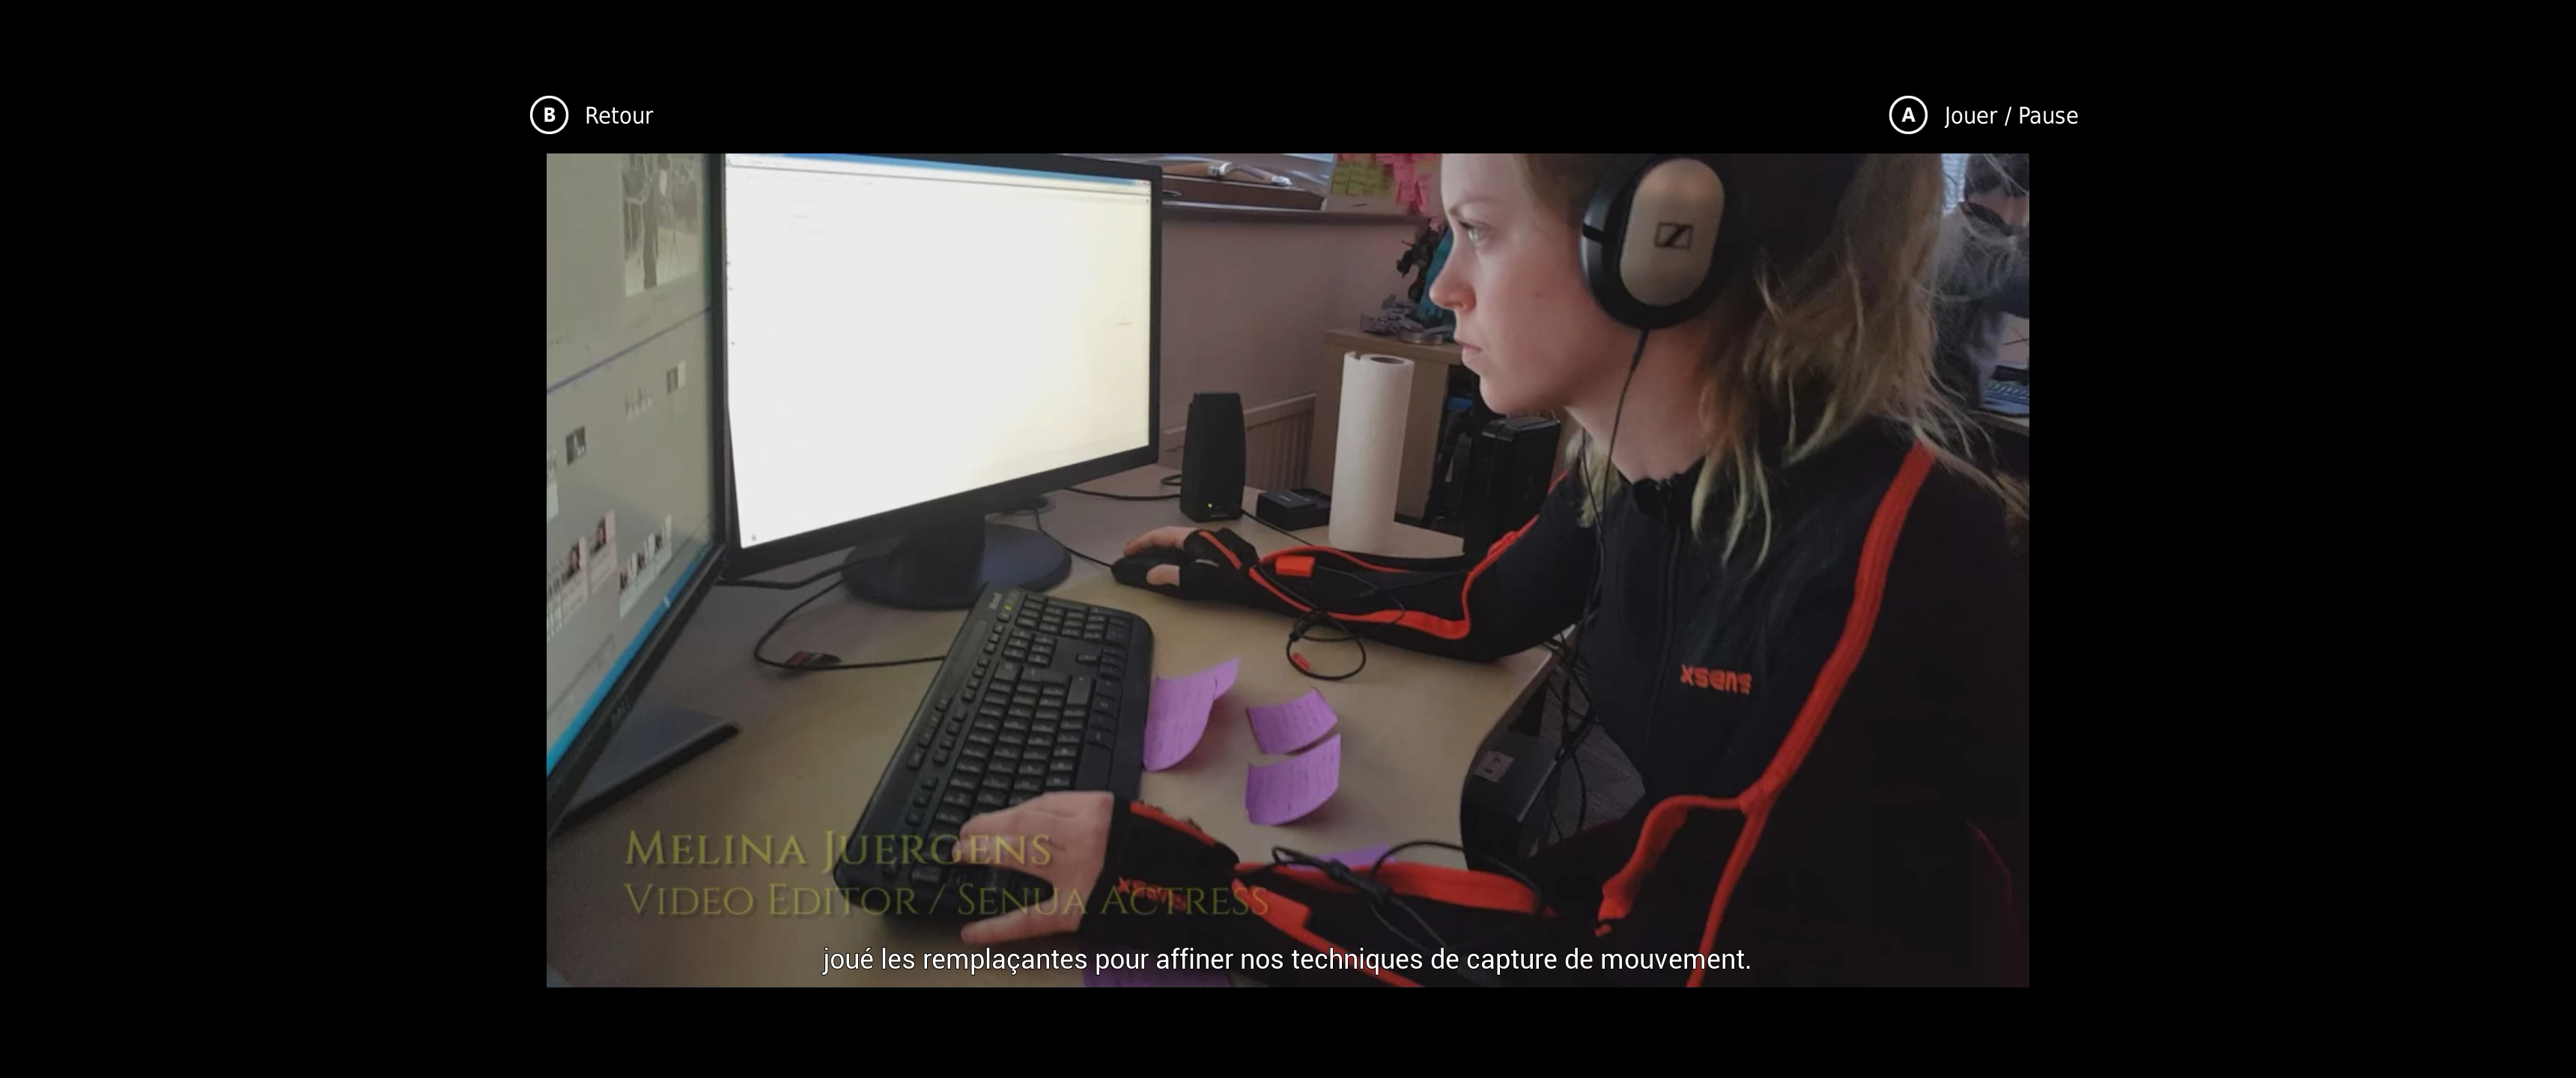 B Retour
A Jouer / Pause
xsens
MELINA JUERGENS
VIDEO EDITOR / SENUA ACTRESS
xsens
joué les remplaçantes pour affiner nos techniques de capture de mouvement.